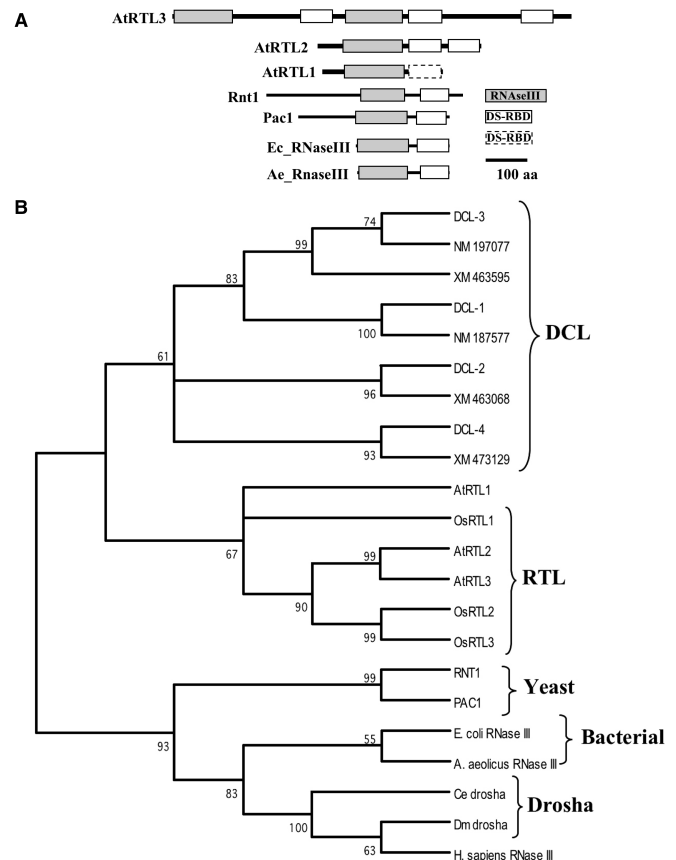 A
AtRTL3
AtRTL2
AtRTL1
Rnt1
RNAseIII
Pac1
DS-RBD
DS-RBD
Ec_RNaseIII
Ae_RnaseIII
100 aa
B
74
DCL-3
NM 197077
99
XM 463595
83
DCL-1
100
NM 187577
DCL
61
DCL-2
96
XM 463068
DCL-4
93
XM 473129
AtRTL1
OsRTL1
67
99
AtRTL2
AtRTL3
RTL
90
OsRTL2
99
OsRTL3
99
RNT1
PAC1
Yeast
93
55
E. coli RNase III
A. aeolicus RNase III
Bacterial
83
Ce drosha
Dm drosha
Drosha
100
63
H. sapiens RNase III